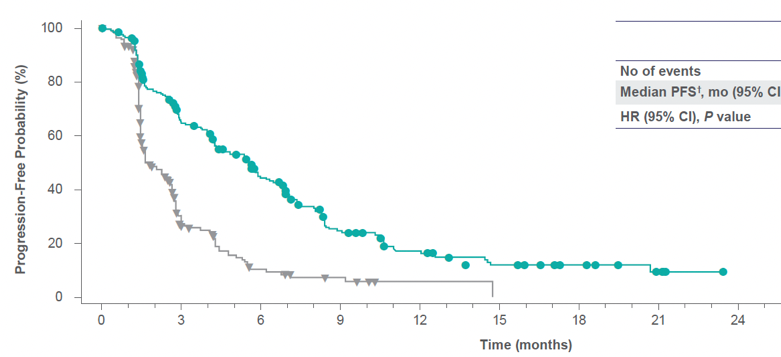 Progression-Free Probability (%)
100
80
60
40
20
0
0 3 6 9 12 15 18 21 24
Time (months)
No of events
Median PFS†, mo (95% CI
HR (95% CI), P value